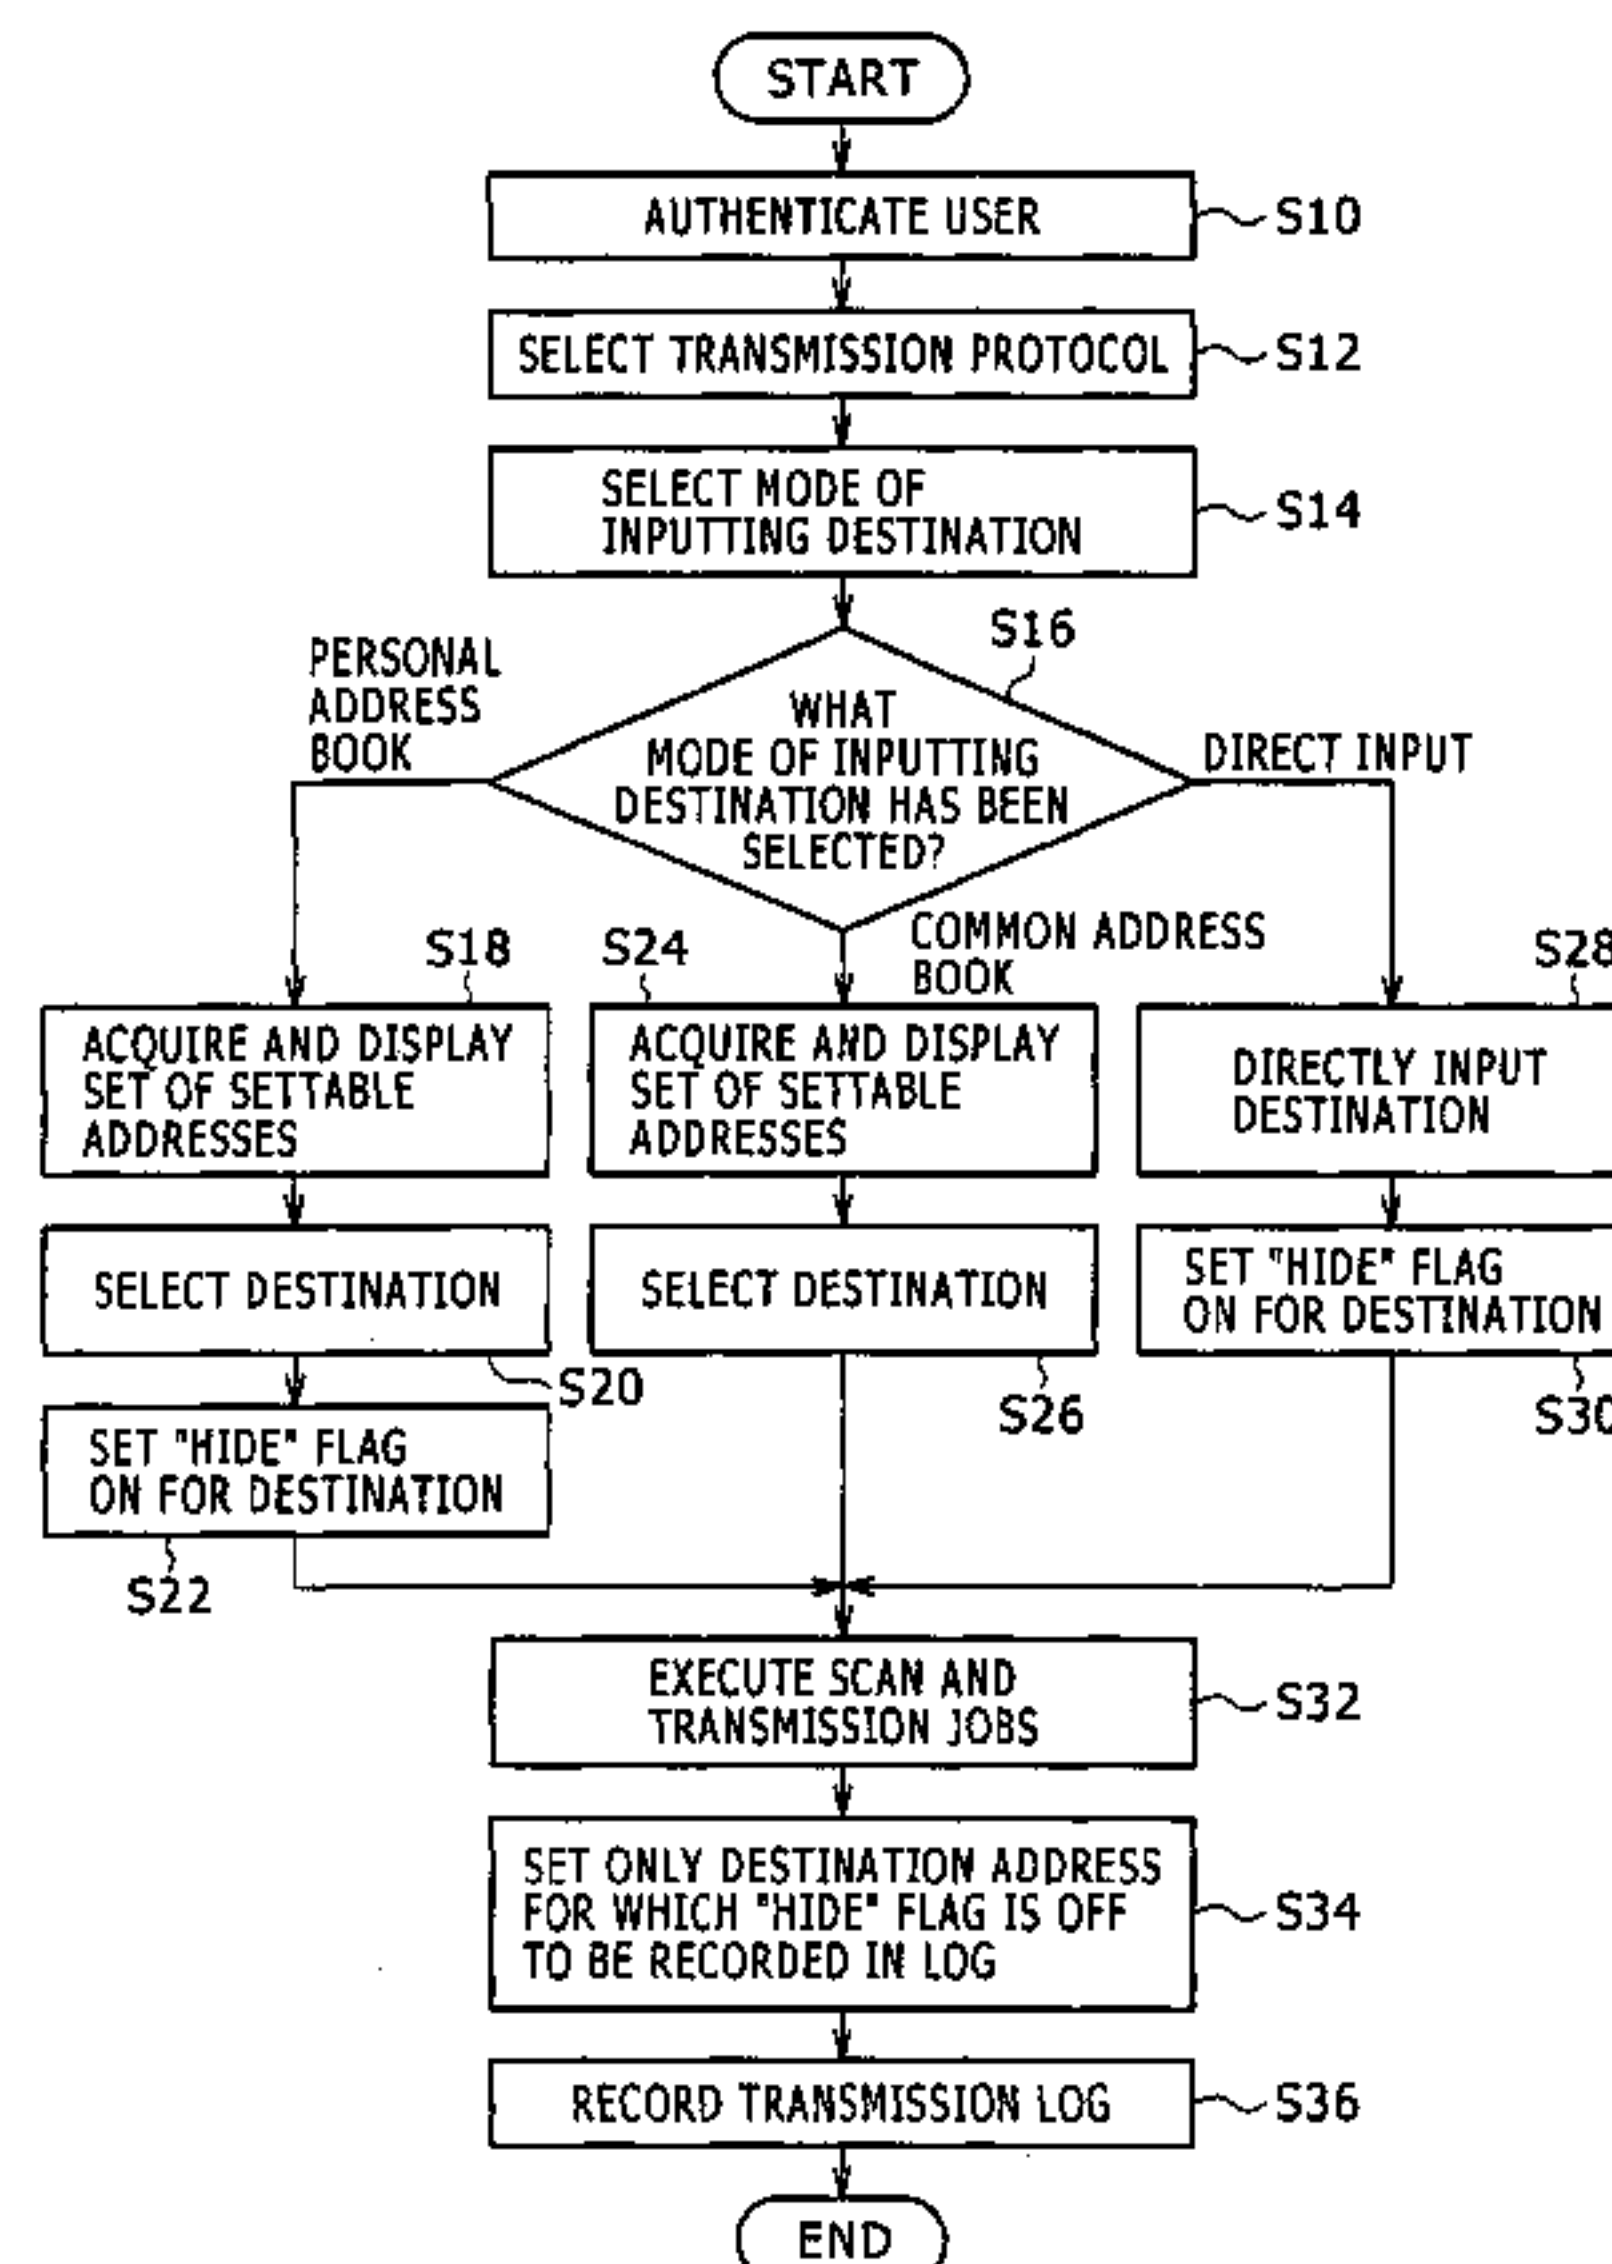 START
AUTHENTICATE USER
S10
SELECT TRANSMISSION PROTOCOL
S12
SELECT MODE OF
INPUTTING DESTINATION
S14
S16
WHAT
MODE OF INPUTTING
DESTINATION HAS BEEN
SELECTED?
PERSONAL
ADDRESS
BOOK
DIRECT INPUT
COMMON ADDRESS
BOOK
S18
ACQUIRE AND DISPLAY
SET OF SETTABLE
ADDRESSES
SELECT DESTINATION
S20
SET "HIDE" FLAG
ON FOR DESTINATION
S22
S24
ACQUIRE AND DISPLAY
SET OF SETTABLE
ADDRESSES
SELECT DESTINATION
S26
S28
DIRECTLY INPUT
DESTINATION
SET "HIDE" FLAG
ON FOR DESTINATION
S30
EXECUTE SCAN AND
TRANSMISSION JOBS
S32
SET ONLY DESTINATION ADDRESS
FOR WHICH "HIDE" FLAG IS OFF
TO BE RECORDED IN LOG
S34
RECORD TRANSMISSION LOG
S36
END